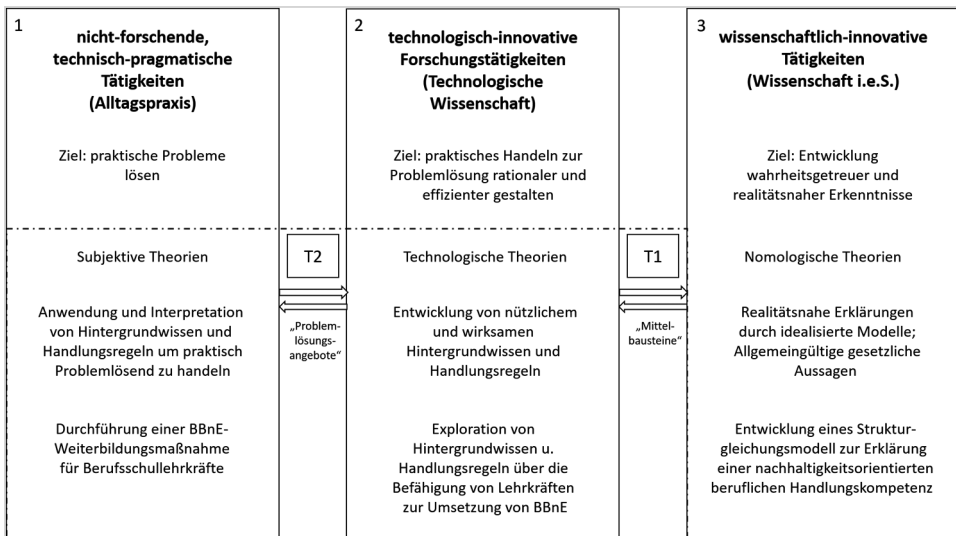 1
nicht-forschende,
technisch-pragmatische
Tätigkeiten
(Alltagspraxis)
Ziel: praktische Probleme
lösen
Subjektive Theorien
Anwendung und Interpretation
von Hintergrundwissen und
Handlungsregeln um praktisch
Problemlösend zu handeln
Durchführung einer BBnE-
Weiterbildungsmaßnahme
für Berufsschullehrkräfte
T2
„Problem-
lösungs-
angebote“
2
technologisch-innovative
Forschungstätigkeiten
(Technologische
Wissenschaft)
Ziel: praktisches Handeln zur
Problemlösung rationaler und
effizienter gestalten
Technologische Theorien
Entwicklung von nützlichem
und wirksamen
Hintergrundwissen und
Handlungsregeln
Exploration von
Hintergrundwissen u.
Handlungsregeln über die
Befähigung von Lehrkräften
zur Umsetzung von BBnE
T1
„Mittel-
bausteine“
3
wissenschaftlich-innovative
Tätigkeiten
(Wissenschaft i.e.S.)
Ziel: Entwicklung
wahrheitsgetreuer und
realitätsnaher Erkenntnisse
Nomologische Theorien
Realitätsnahe Erklärungen
durch idealisierte Modelle;
Allgemeingültige gesetzliche
Aussagen
Entwicklung eines Struktur-
gleichungsmodell zur Erklärung
einer nachhaltigkeitsorientierten
beruflichen Handlungskompetenz